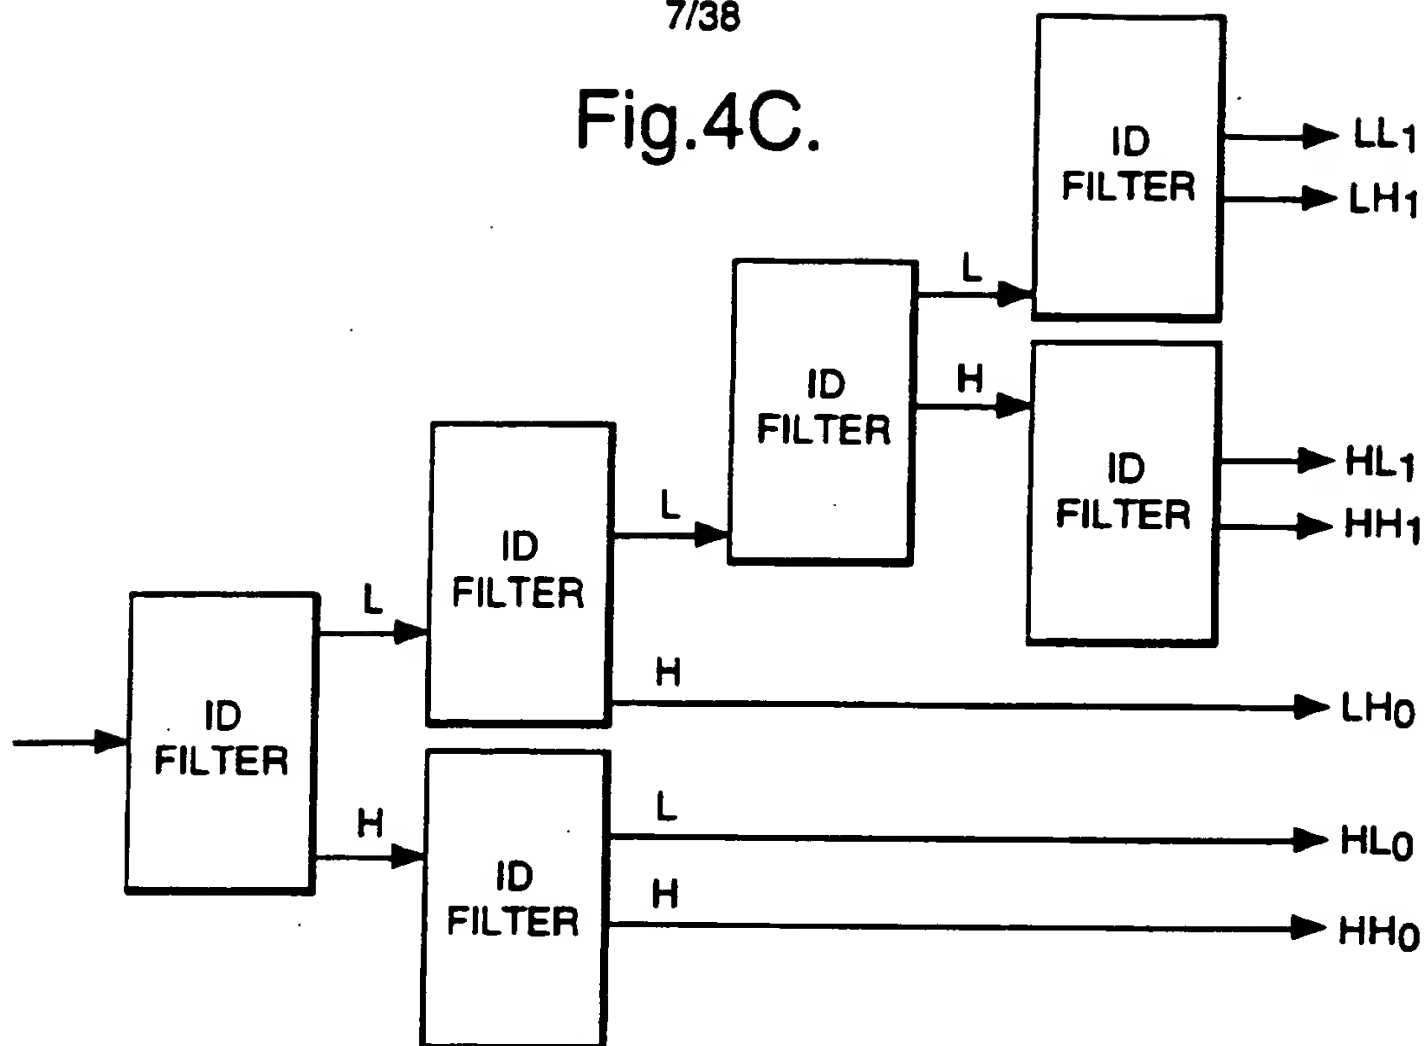 7/38
Fig.4C.
ID
FILTER
LL1
LH1
L
H
ID
FILTER
ID
FILTER
HL1
HH1
L
ID
FILTER
L
H
LH0
ID
FILTER
H
L
HL0
ID
FILTER
H
HH0